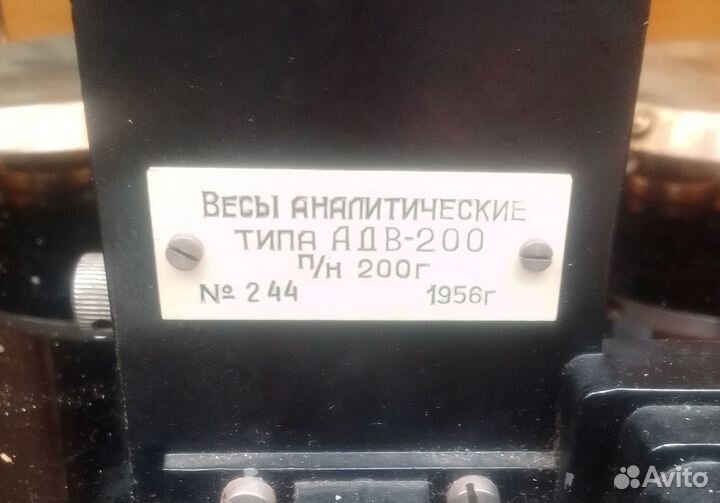 ВЕСЫ АНАЛИТИЧЕСКИЕ
ТИПА АДВ-200
П/Н 200г
№ 244 1956г
Avito